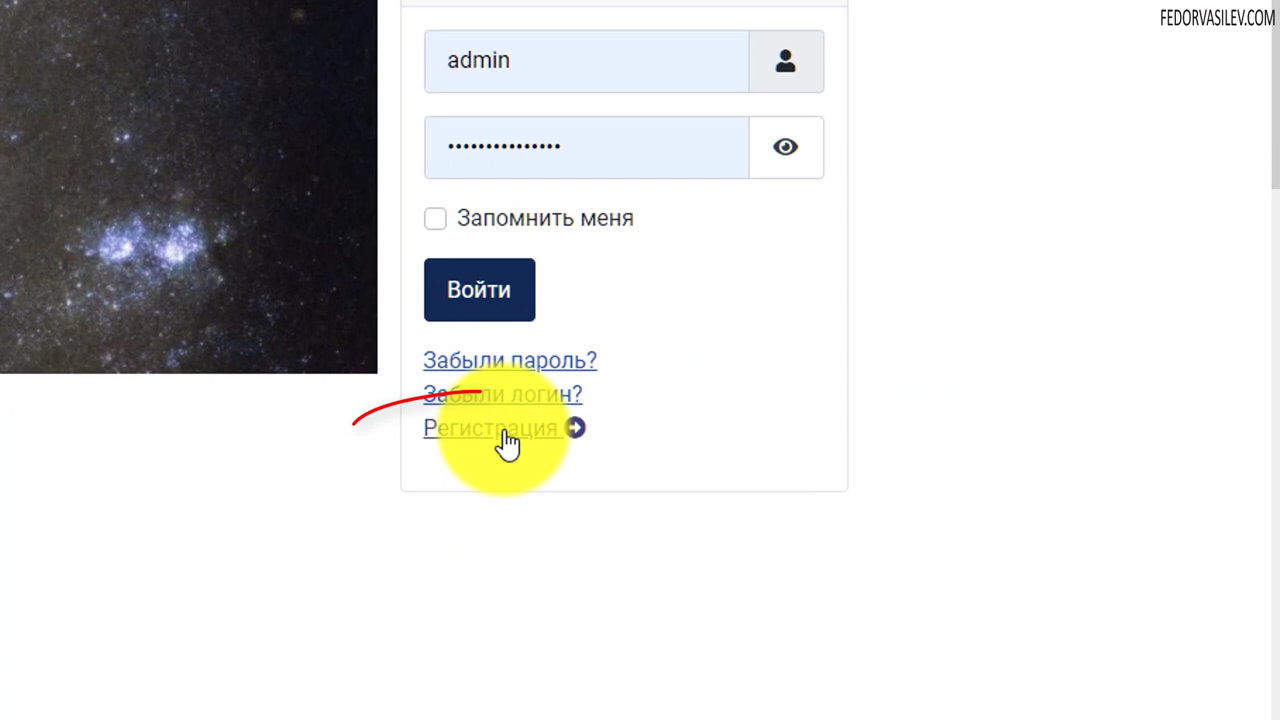 FEDORVASILEV.COM
admin
•••••••••••••••
Запомнить меня
Войти
Забыли пароль?
Забыли логин?
Регистрация